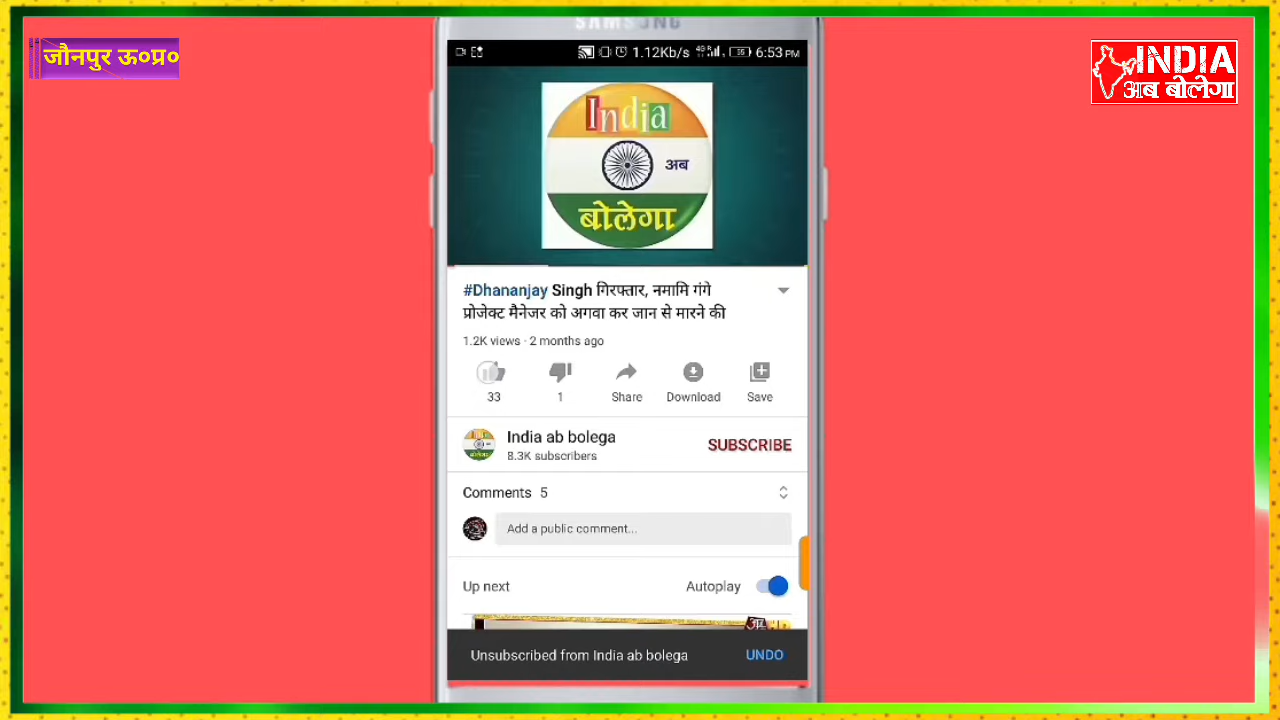 जौनपुर ऊ०प्र०
INDIA
अब बोलेगा
SAMSUNG
1.12Kb/s 6:53 PM
India
अब
बोलेगा
#Dhananjay Singh गिरफ्तार, नमामि गंगे
प्रोजेक्ट मैनेजर को अगवा कर जान से मारने की
1.2K views · 2 months ago
33 1 Share Download Save
India ab bolega
SUBSCRIBE
8.3K subscribers
Comments 5
Add a public comment...
Up next Autoplay
Unsubscribed from India ab bolega UNDO